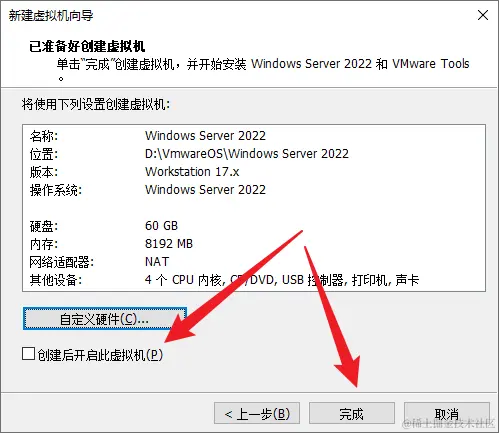 新建虚拟机向导
已准备好创建虚拟机
单击"完成"创建虚拟机，并开始安装 Windows Server 2022 和 VMware Tools
。
将使用下列设置创建虚拟机：
名称: Windows Server 2022
位置: D:\VmwareOS\Windows Server 2022
版本: Workstation 17.x
操作系统: Windows Server 2022
硬盘: 60 GB
内存: 8192 MB
网络适配器: NAT
其他设备: 4 个 CPU 内核, CD/DVD, USB 控制器, 打印机, 声卡
自定义硬件(C)...
创建后开启此虚拟机(P)
< 上一步(B) 完成 取消
@稀土掘金技术社区